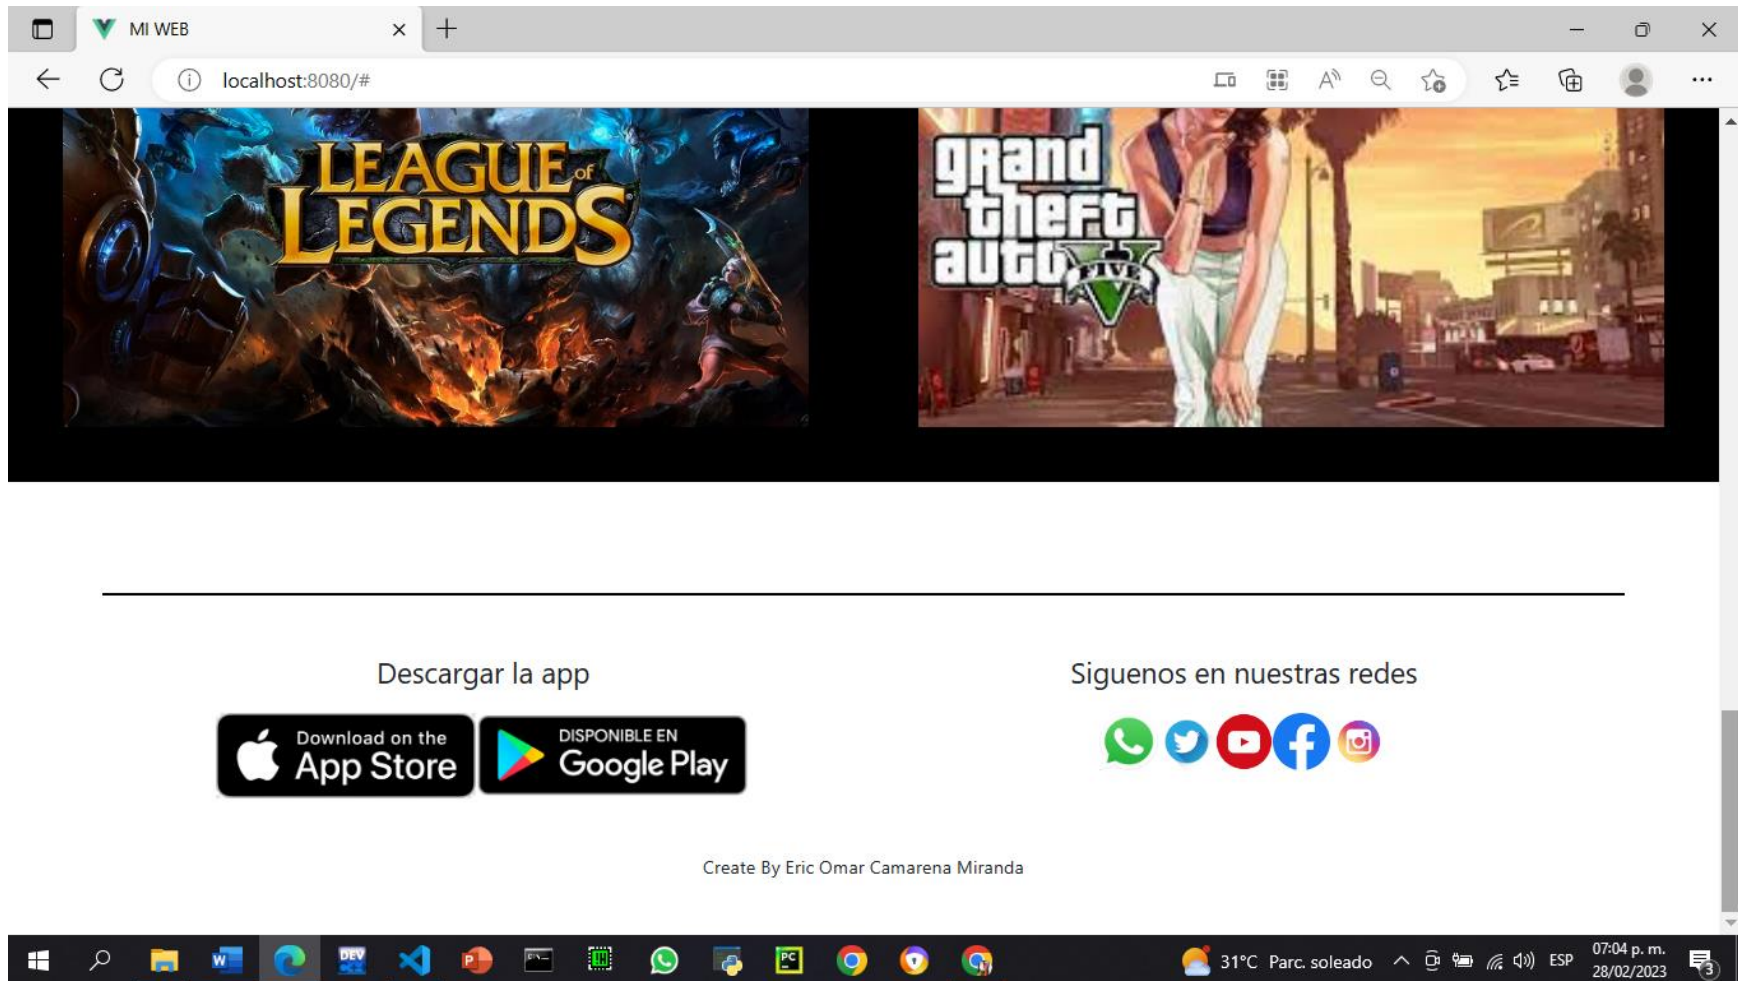 MI WEB
localhost:8080/#
LEAGUE of
LEGENDS
grand
theft
auto
FIVE
V
Descargar la app
Siguenos en nuestras redes
Download on the
App Store
DISPONIBLE EN
Google Play
Create By Eric Omar Camarena Miranda
31°C Parc. soleado
ESP
07:04 p. m.
28/02/2023
3